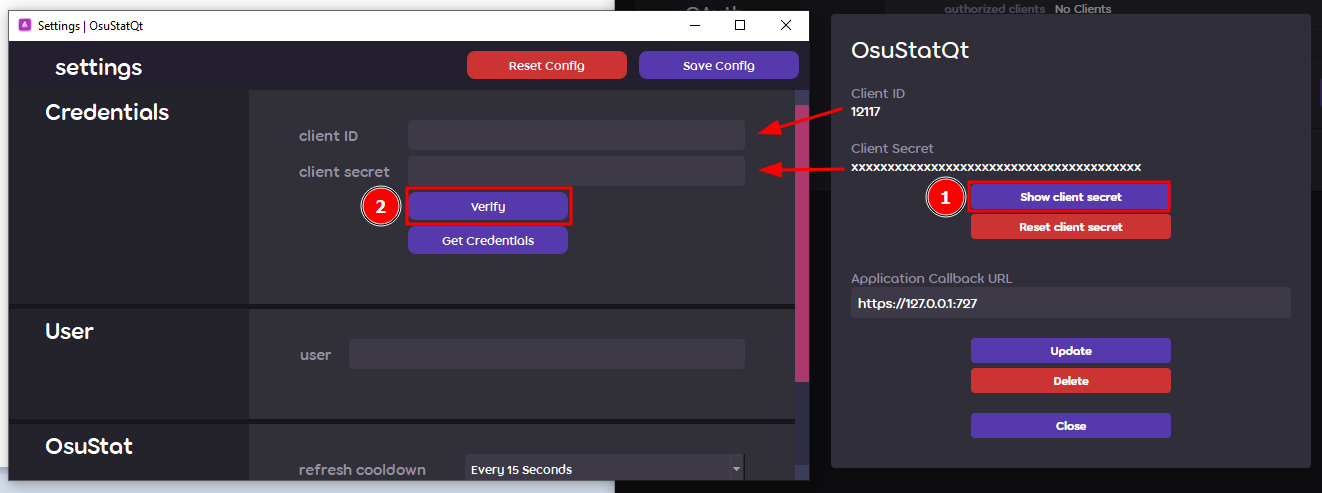 Settings | OsuStatQt
settings
Reset Config
Save Config
Credentials
client ID
client secret
2
Verify
Get Credentials
User
user
OsuStat
refresh cooldown
Every 15 Seconds
authorized clients No Clients
OsuStatQt
Client ID
12117
Client Secret
xxxxxxxxxxxxxxxxxxxxxxxxxxxxxxxxxxxxxxxx
1
Show client secret
Reset client secret
Application Callback URL
https://127.0.0.1:727
Update
Delete
Close